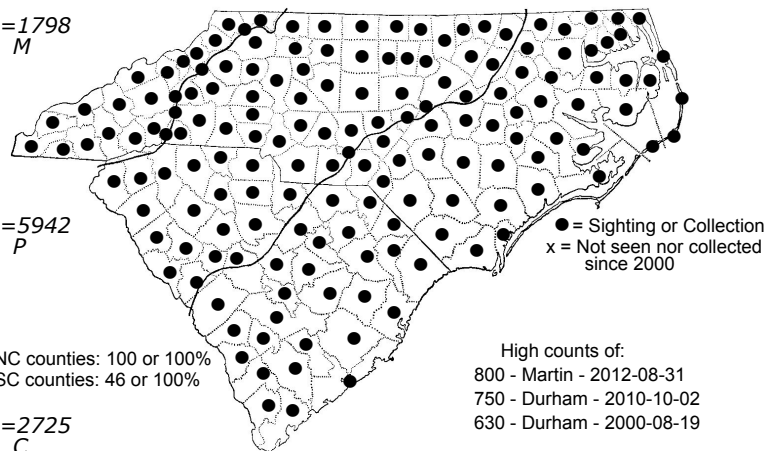 =1798
M
=5942
P
● = Sighting or Collection
x = Not seen nor collected
since 2000
NC counties: 100 or 100%
SC counties: 46 or 100%
High counts of:
800 - Martin - 2012-08-31
750 - Durham - 2010-10-02
630 - Durham - 2000-08-19
=2725
C